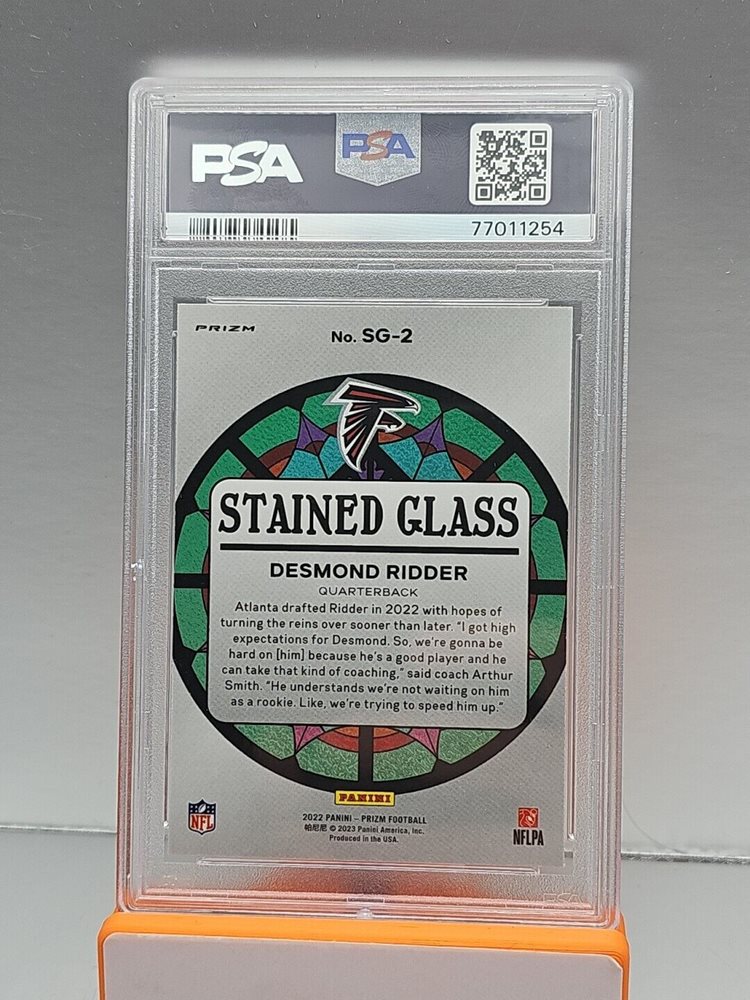 PSA
PSA
77011254
PRIZM
No. SG-2
STAINED GLASS
DESMOND RIDDER
QUARTERBACK
Atlanta drafted Ridder in 2022 with hopes of
turning the reins over sooner than later. "I got high
expectations for Desmond. So, we're gonna be
hard on [him] because he's a good player and he
can take that kind of coaching," said coach Arthur
Smith. "He understands we're not waiting on him
as a rookie. Like, we're trying to speed him up."
PANINI
2022 PANINI – PRIZM FOOTBALL
帕尼尼 © 2023 Panini America, Inc.
Produced in the USA.
NFL
NFLPA
PSA